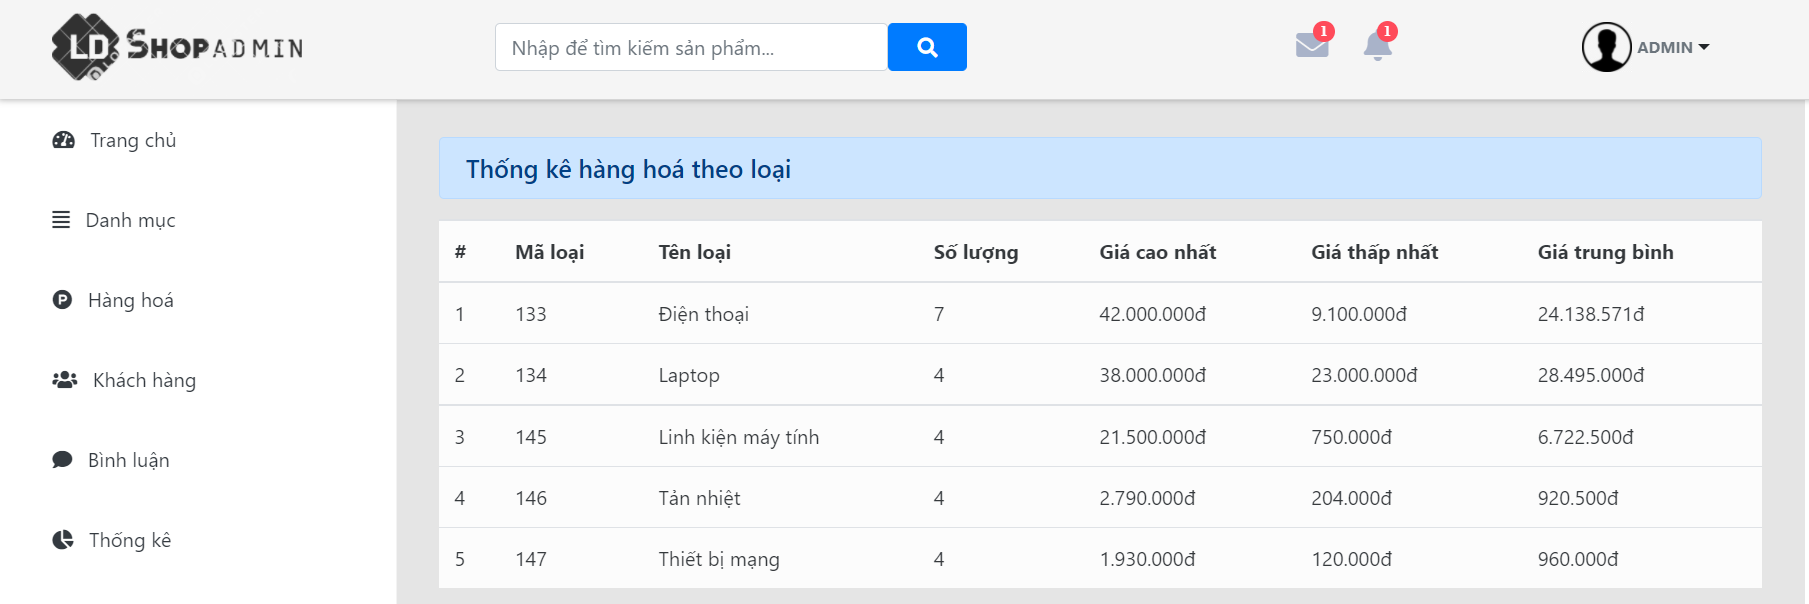 LD SHOP ADMIN
Nhập để tìm kiếm sản phẩm...
1
1
ADMIN
Trang chủ
Danh mục
Hàng hoá
Khách hàng
Bình luận
Thống kê
Thống kê hàng hoá theo loại
# Mã loại Tên loại Số lượng Giá cao nhất Giá thấp nhất Giá trung bình
1 133 Điện thoại 7 42.000.000đ 9.100.000đ 24.138.571đ
2 134 Laptop 4 38.000.000đ 23.000.000đ 28.495.000đ
3 145 Linh kiện máy tính 4 21.500.000đ 750.000đ 6.722.500đ
4 146 Tản nhiệt 4 2.790.000đ 204.000đ 920.500đ
5 147 Thiết bị mạng 4 1.930.000đ 120.000đ 960.000đ